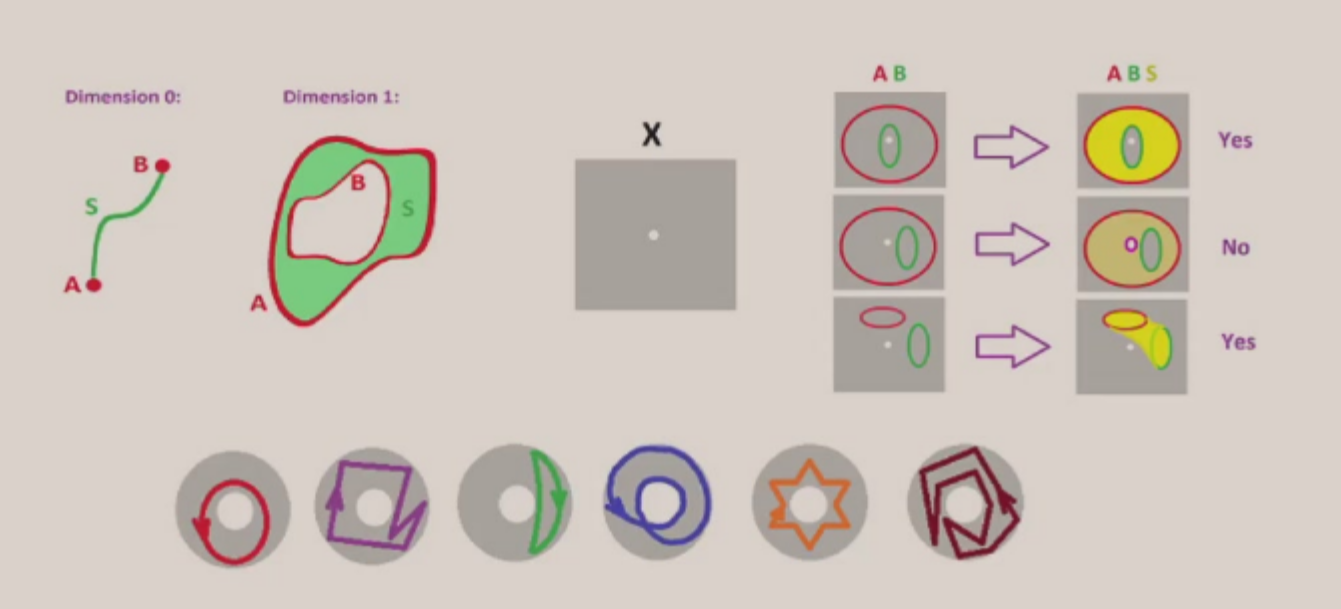 Dimension 0:
B
S
A
Dimension 1:
B
S
A
X
A B
A B S
Yes
No
Yes